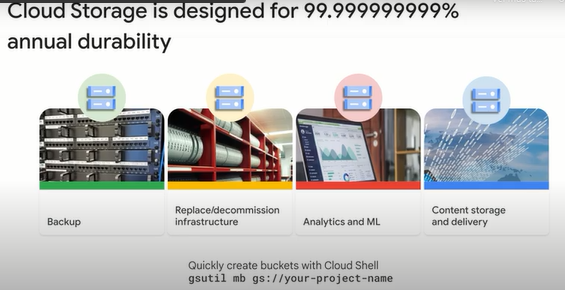 Cloud Storage is designed for 99.999999999%
annual durability
Backup
Replace/decommission
infrastructure
Analytics and ML
Content storage
and delivery
Quickly create buckets with Cloud Shell
gsutil mb gs://your-project-name